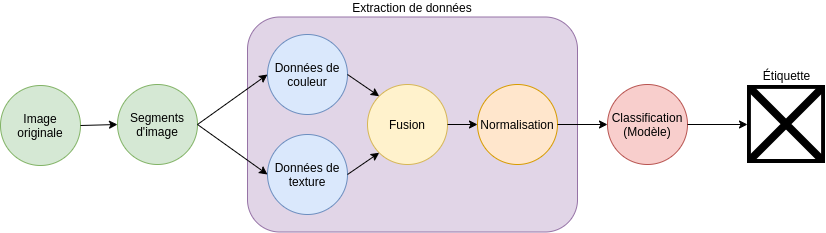 Extraction de données
Image
originale
Segments
d'image
Données de
couleur
Données de
texture
Fusion
Normalisation
Classification
(Modèle)
Étiquette